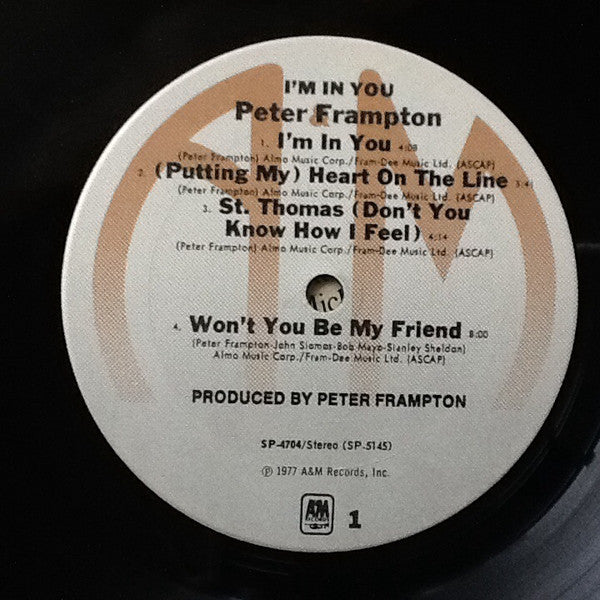 I'M IN YOU
Peter Frampton
1. I'm In You 4:08
(Peter Frampton) Almo Music Corp./Fram-Dee Music Ltd. (ASCAP)
2. (Putting My) Heart On The Line 3:41
(Peter Frampton) Almo Music Corp./Fram-Dee Music Ltd. (ASCAP)
3. St. Thomas (Don't You
Know How I Feel) 4:14
(Peter Frampton) Almo Music Corp./Fram-Dee Music Ltd. (ASCAP)
4. Won't You Be My Friend 8:00
(Peter Frampton-John Siomos-Bob Mayo-Stanley Sheldon)
Almo Music Corp./Fram-Dee Music Ltd. (ASCAP)
PRODUCED BY PETER FRAMPTON
SP-4704/Stereo (SP-5145)
℗ 1977 A&M Records, Inc.
A&M
RECORDS
1